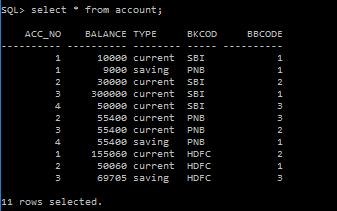 SQL> select * from account;
ACC_NO BALANCE TYPE BKCOD BBCODE
---------- ---------- --------- ----- ----------
1 10000 current SBI 1
1 9000 saving PNB 1
2 30000 current SBI 2
3 300000 current SBI 1
4 50000 current SBI 3
2 55400 current PNB 3
3 55400 current PNB 2
4 55400 saving PNB 1
1 155060 current HDFC 2
2 50060 current HDFC 1
3 69705 saving HDFC 3
11 rows selected.